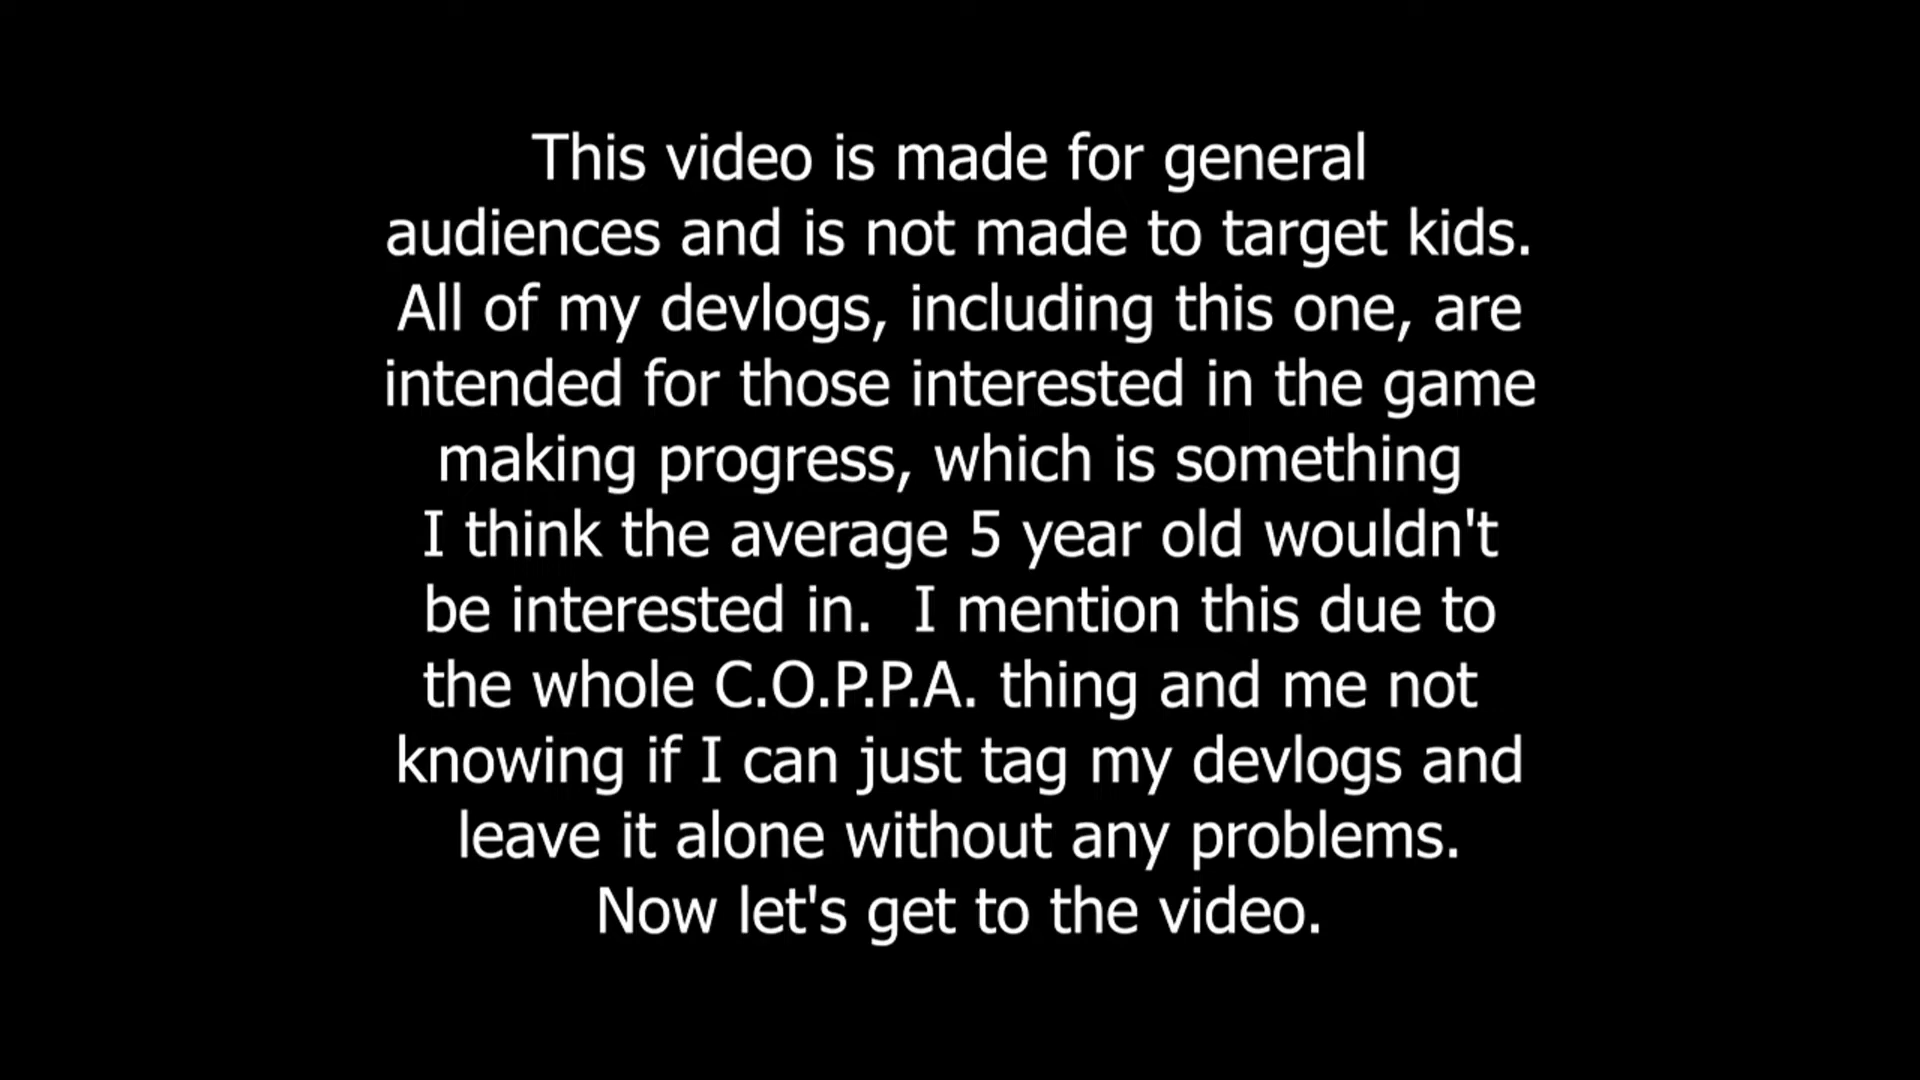 This video is made for general
audiences and is not made to target kids.
All of my devlogs, including this one, are
intended for those interested in the game
making progress, which is something
I think the average 5 year old wouldn't
be interested in.  I mention this due to
the whole C.O.P.P.A. thing and me not
knowing if I can just tag my devlogs and
leave it alone without any problems.
Now let's get to the video.